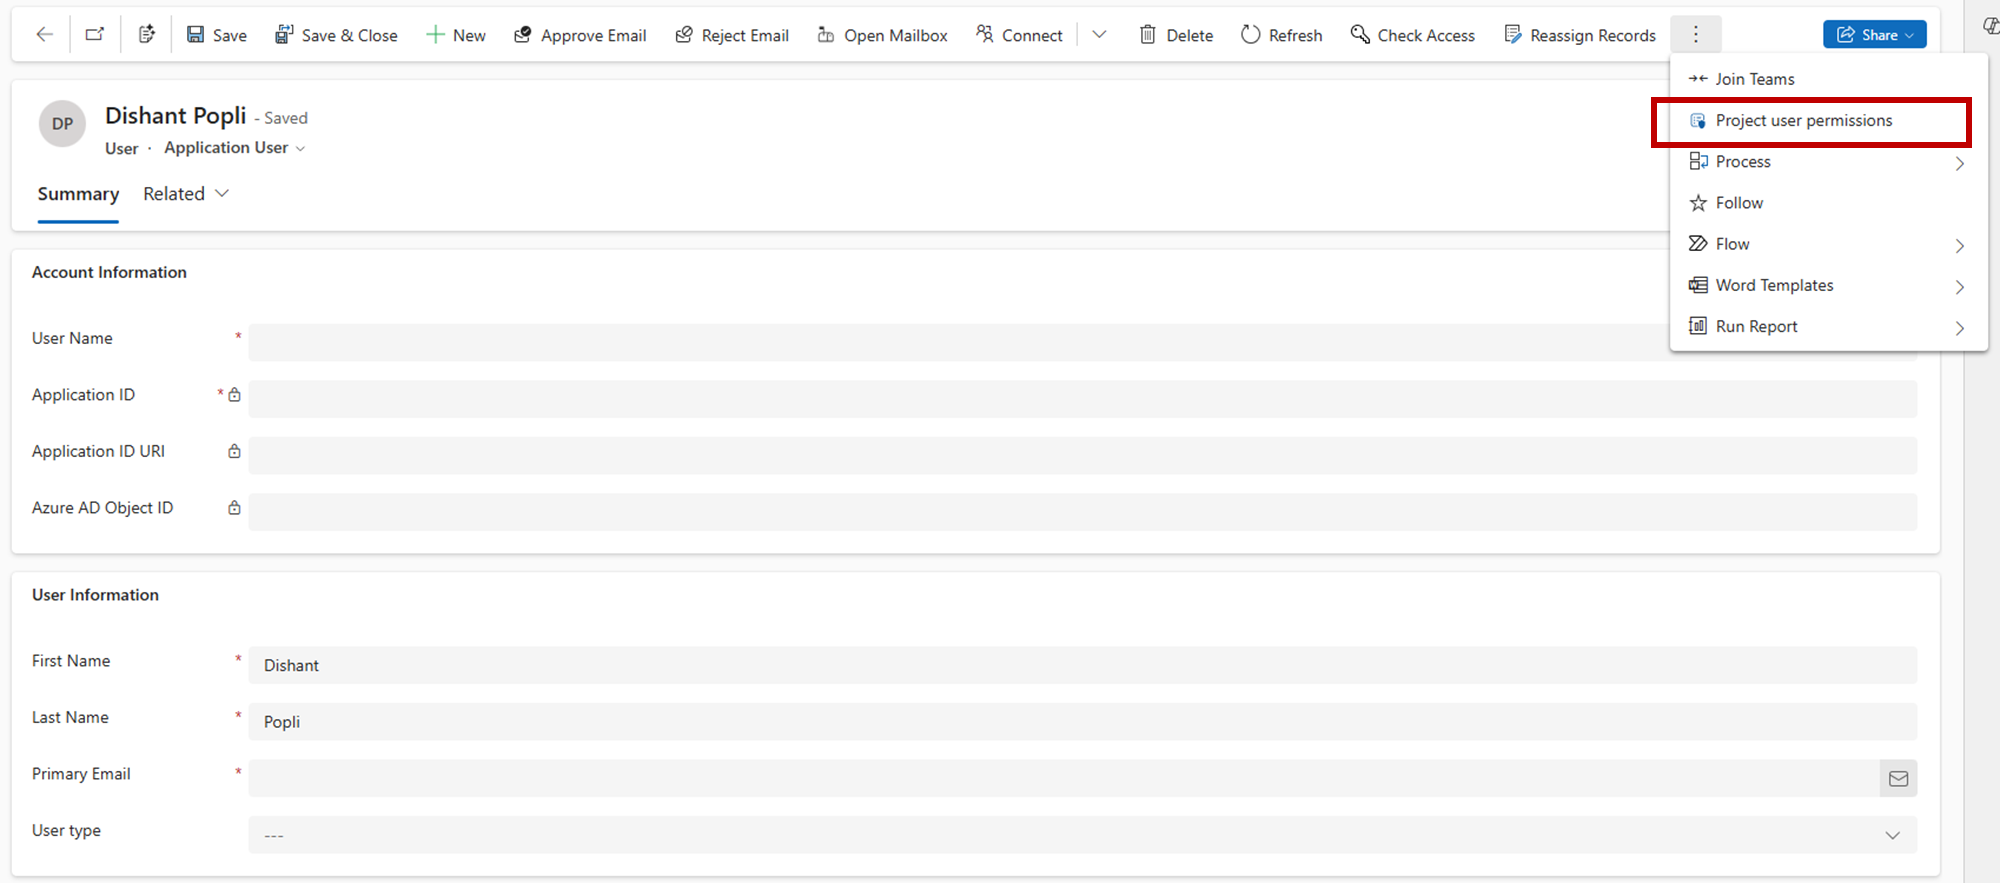 Save Save & Close New Approve Email Reject Email Open Mailbox Connect Delete Refresh Check Access Reassign Records Share
Join Teams
Project user permissions
Process
Follow
Flow
Word Templates
Run Report
DP
Dishant Popli - Saved
User · Application User
Summary Related
Account Information
User Name *
Application ID *
Application ID URI
Azure AD Object ID
User Information
First Name * Dishant
Last Name * Popli
Primary Email *
User type ---